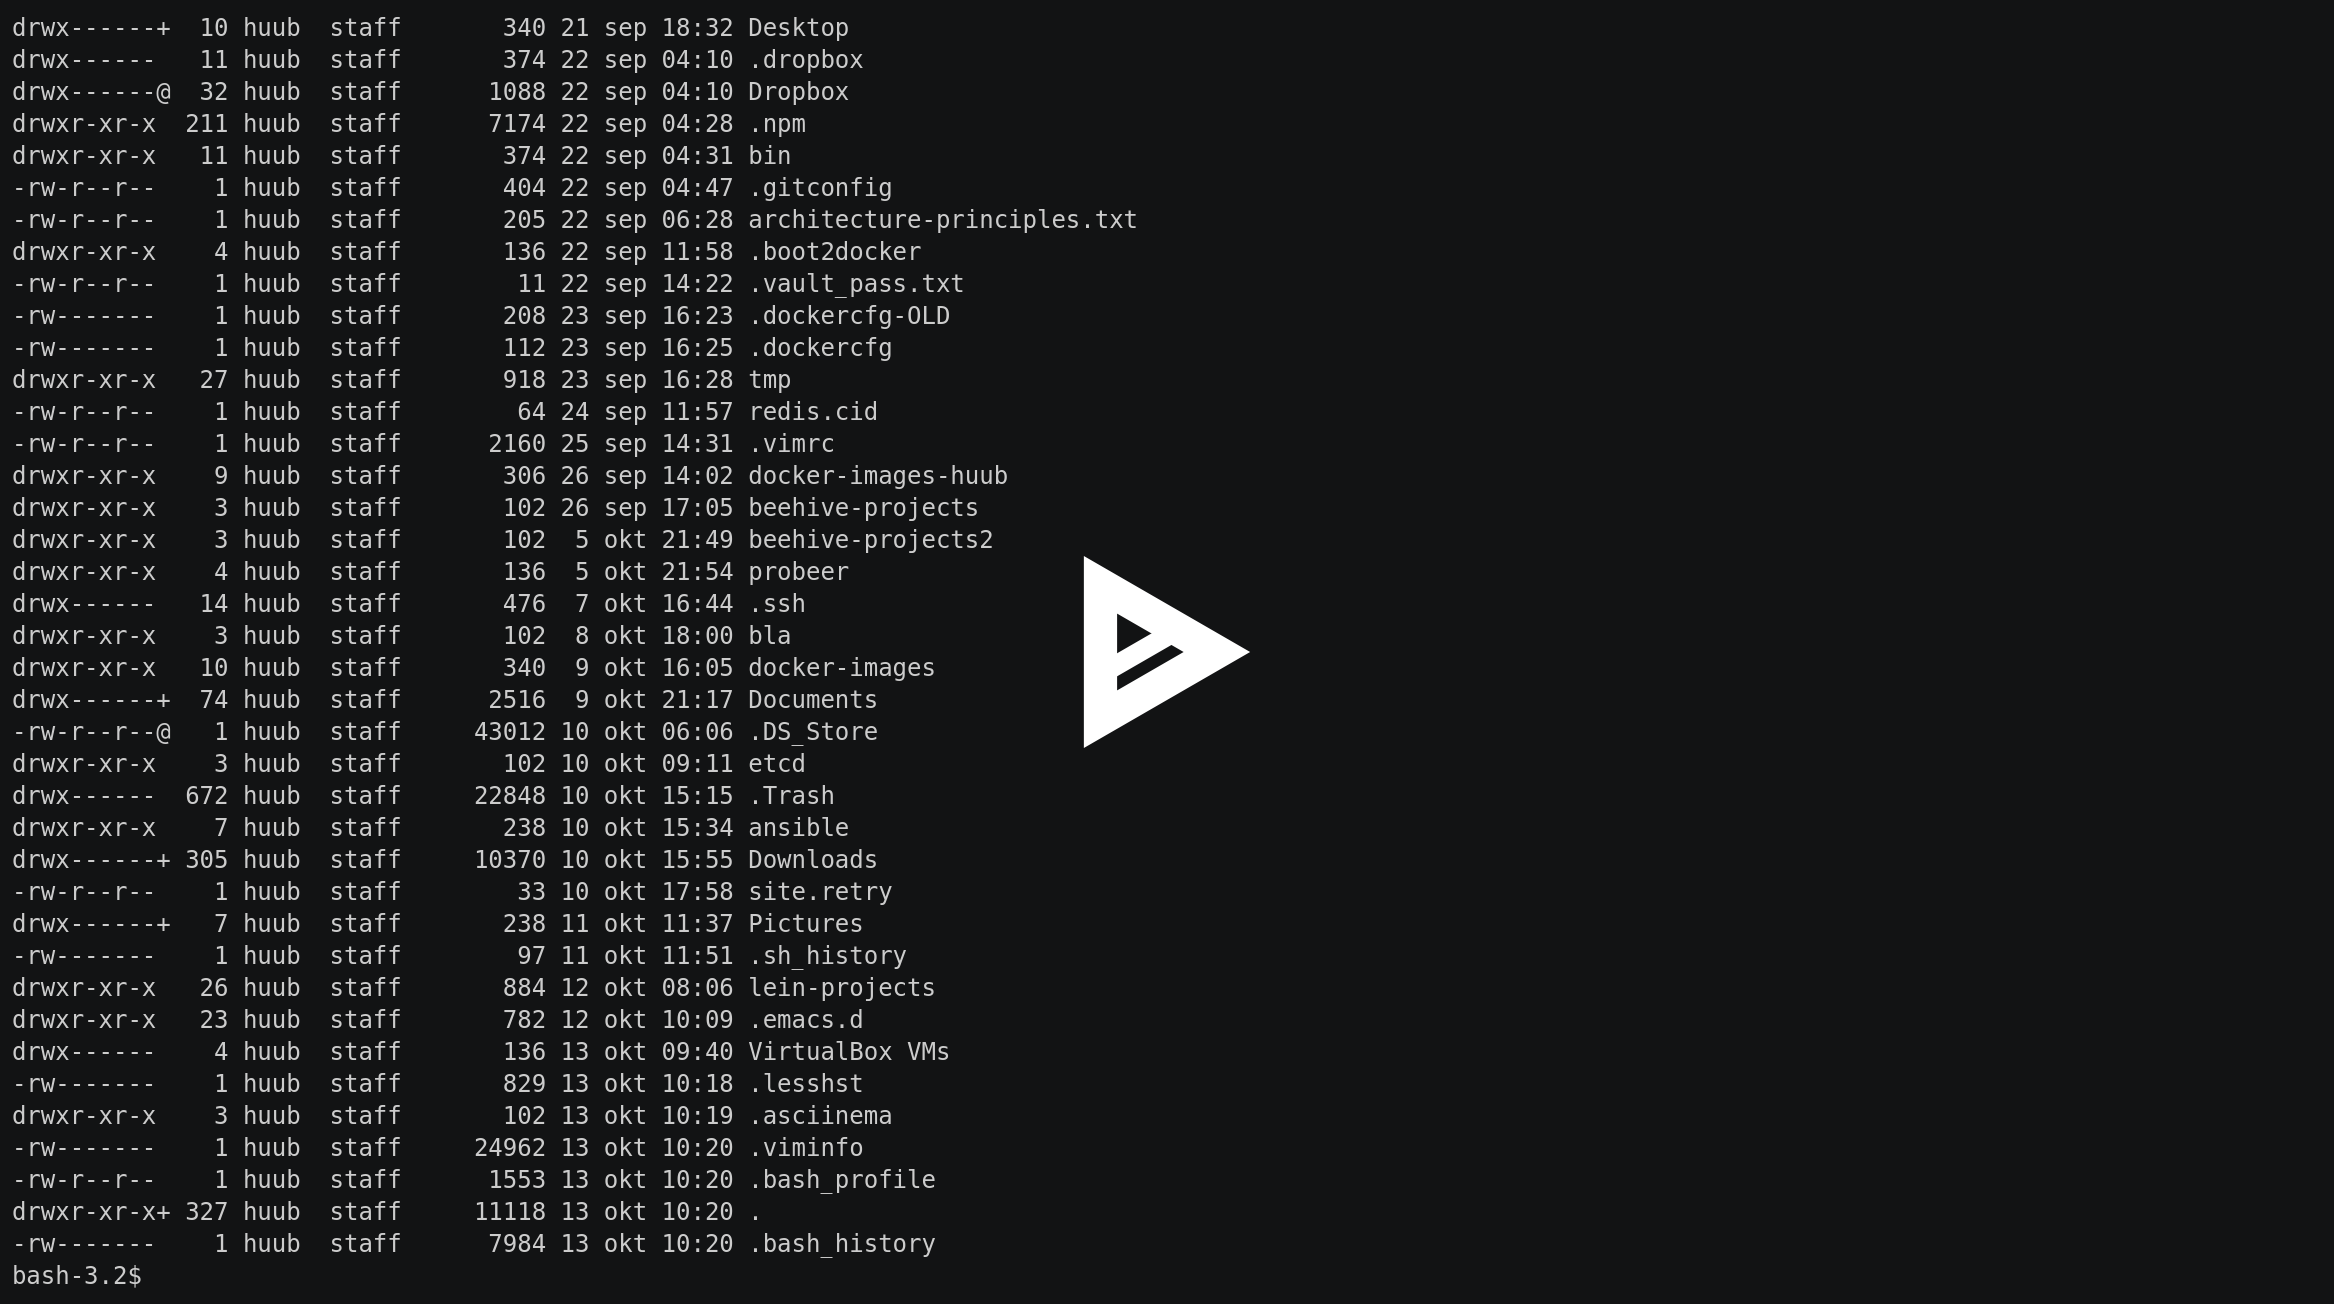 drwx------+  10 huub  staff       340 21 sep 18:32 Desktop
drwx------   11 huub  staff       374 22 sep 04:10 .dropbox
drwx------@  32 huub  staff      1088 22 sep 04:10 Dropbox
drwxr-xr-x  211 huub  staff      7174 22 sep 04:28 .npm
drwxr-xr-x   11 huub  staff       374 22 sep 04:31 bin
-rw-r--r--    1 huub  staff       404 22 sep 04:47 .gitconfig
-rw-r--r--    1 huub  staff       205 22 sep 06:28 architecture-principles.txt
drwxr-xr-x    4 huub  staff       136 22 sep 11:58 .boot2docker
-rw-r--r--    1 huub  staff        11 22 sep 14:22 .vault_pass.txt
-rw-------    1 huub  staff       208 23 sep 16:23 .dockercfg-OLD
-rw-------    1 huub  staff       112 23 sep 16:25 .dockercfg
drwxr-xr-x   27 huub  staff       918 23 sep 16:28 tmp
-rw-r--r--    1 huub  staff        64 24 sep 11:57 redis.cid
-rw-r--r--    1 huub  staff      2160 25 sep 14:31 .vimrc
drwxr-xr-x    9 huub  staff       306 26 sep 14:02 docker-images-huub
drwxr-xr-x    3 huub  staff       102 26 sep 17:05 beehive-projects
drwxr-xr-x    3 huub  staff       102  5 okt 21:49 beehive-projects2
drwxr-xr-x    4 huub  staff       136  5 okt 21:54 probeer
drwx------   14 huub  staff       476  7 okt 16:44 .ssh
drwxr-xr-x    3 huub  staff       102  8 okt 18:00 bla
drwxr-xr-x   10 huub  staff       340  9 okt 16:05 docker-images
drwx------+  74 huub  staff      2516  9 okt 21:17 Documents
-rw-r--r--@   1 huub  staff     43012 10 okt 06:06 .DS_Store
drwxr-xr-x    3 huub  staff       102 10 okt 09:11 etcd
drwx------  672 huub  staff     22848 10 okt 15:15 .Trash
drwxr-xr-x    7 huub  staff       238 10 okt 15:34 ansible
drwx------+ 305 huub  staff     10370 10 okt 15:55 Downloads
-rw-r--r--    1 huub  staff        33 10 okt 17:58 site.retry
drwx------+   7 huub  staff       238 11 okt 11:37 Pictures
-rw-------    1 huub  staff        97 11 okt 11:51 .sh_history
drwxr-xr-x   26 huub  staff       884 12 okt 08:06 lein-projects
drwxr-xr-x   23 huub  staff       782 12 okt 10:09 .emacs.d
drwx------    4 huub  staff       136 13 okt 09:40 VirtualBox VMs
-rw-------    1 huub  staff       829 13 okt 10:18 .lesshst
drwxr-xr-x    3 huub  staff       102 13 okt 10:19 .asciinema
-rw-------    1 huub  staff     24962 13 okt 10:20 .viminfo
-rw-r--r--    1 huub  staff      1553 13 okt 10:20 .bash_profile
drwxr-xr-x+ 327 huub  staff     11118 13 okt 10:20 .
-rw-------    1 huub  staff      7984 13 okt 10:20 .bash_history
bash-3.2$